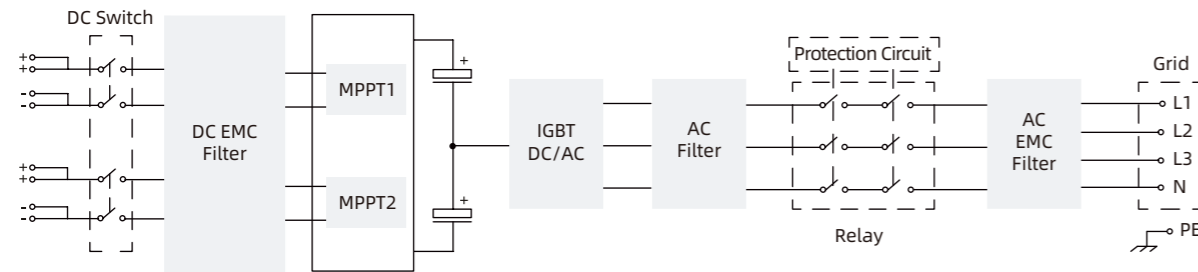 DC Switch
+
+
-
-
+
+
-
-
DC EMC
Filter
MPPT1
MPPT2
+
+
IGBT
DC/AC
AC
Filter
Protection Circuit
Relay
AC
EMC
Filter
Grid
L1
L2
L3
N
PE